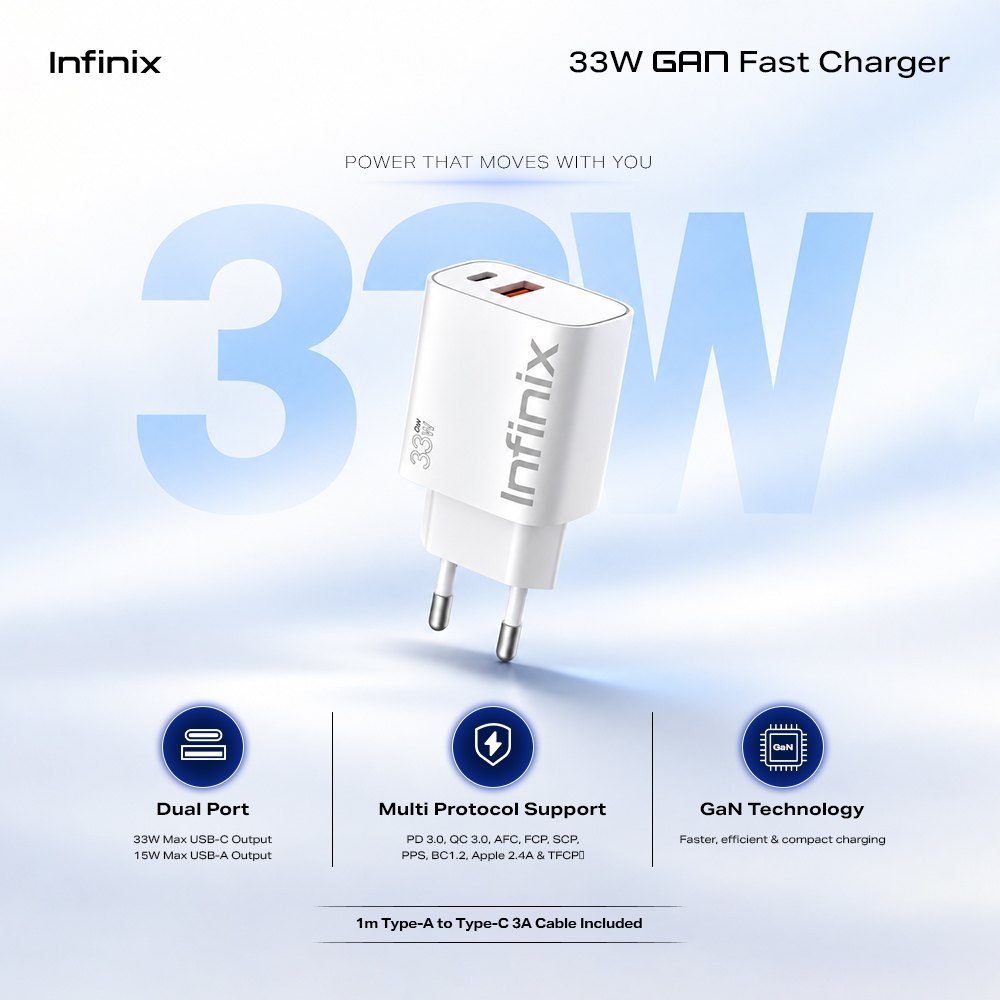 Infinix
33W GAN Fast Charger
POWER THAT MOVES WITH YOU
33W
Infinix
33W
Dual Port
33W Max USB-C Output
15W Max USB-A Output
Multi Protocol Support
PD 3.0, QC 3.0, AFC, FCP, SCP,
PPS, BC1.2, Apple 2.4A & TFCP▯
GaN
GaN Technology
Faster, efficient & compact charging
1m Type-A to Type-C 3A Cable Included